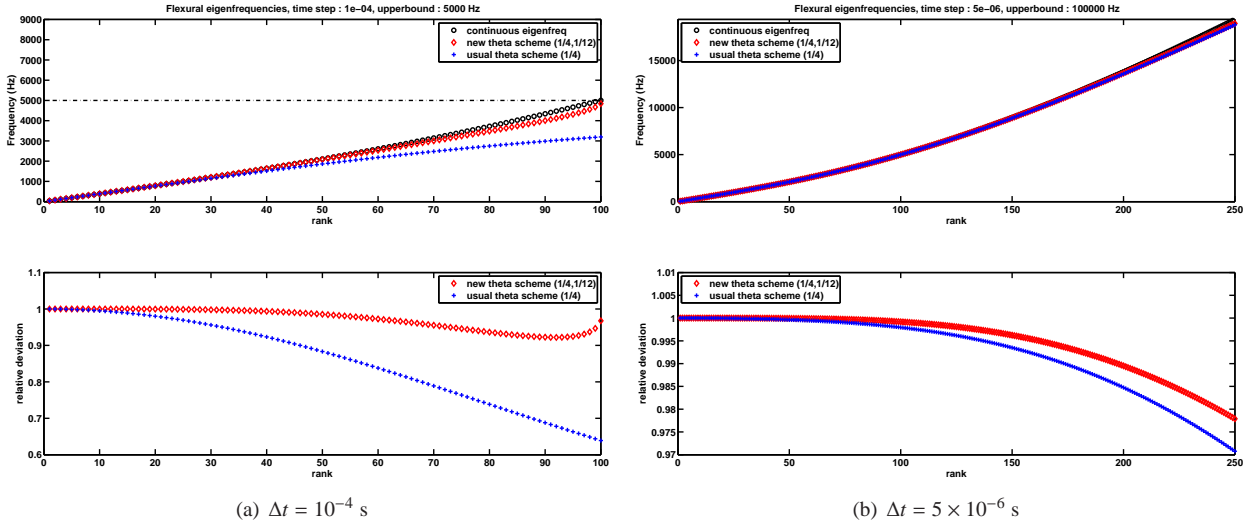 Flexural eigenfrequencies, time step : 1e−04, upperbound : 5000 Hz
9000
8000
7000
6000
5000
4000
3000
2000
1000
0
Frequency (Hz)
continuous eigenfreq
new theta scheme (1/4,1/12)
usual theta scheme (1/4)
0 10 20 30 40 50 60 70 80 90 100
rank
1.1
1
0.9
0.8
0.7
0.6
relative deviation
new theta scheme (1/4,1/12)
usual theta scheme (1/4)
0 10 20 30 40 50 60 70 80 90 100
rank
(a) Δt = 10⁻⁴ s
Flexural eigenfrequencies, time step : 5e−06, upperbound : 100000 Hz
15000
10000
5000
0
Frequency (Hz)
continuous eigenfreq
new theta scheme (1/4,1/12)
usual theta scheme (1/4)
0 50 100 150 200 250
rank
1.01
1.005
1
0.995
0.99
0.985
0.98
0.975
0.97
relative deviation
new theta scheme (1/4,1/12)
usual theta scheme (1/4)
0 50 100 150 200 250
rank
(b) Δt = 5 × 10⁻⁶ s